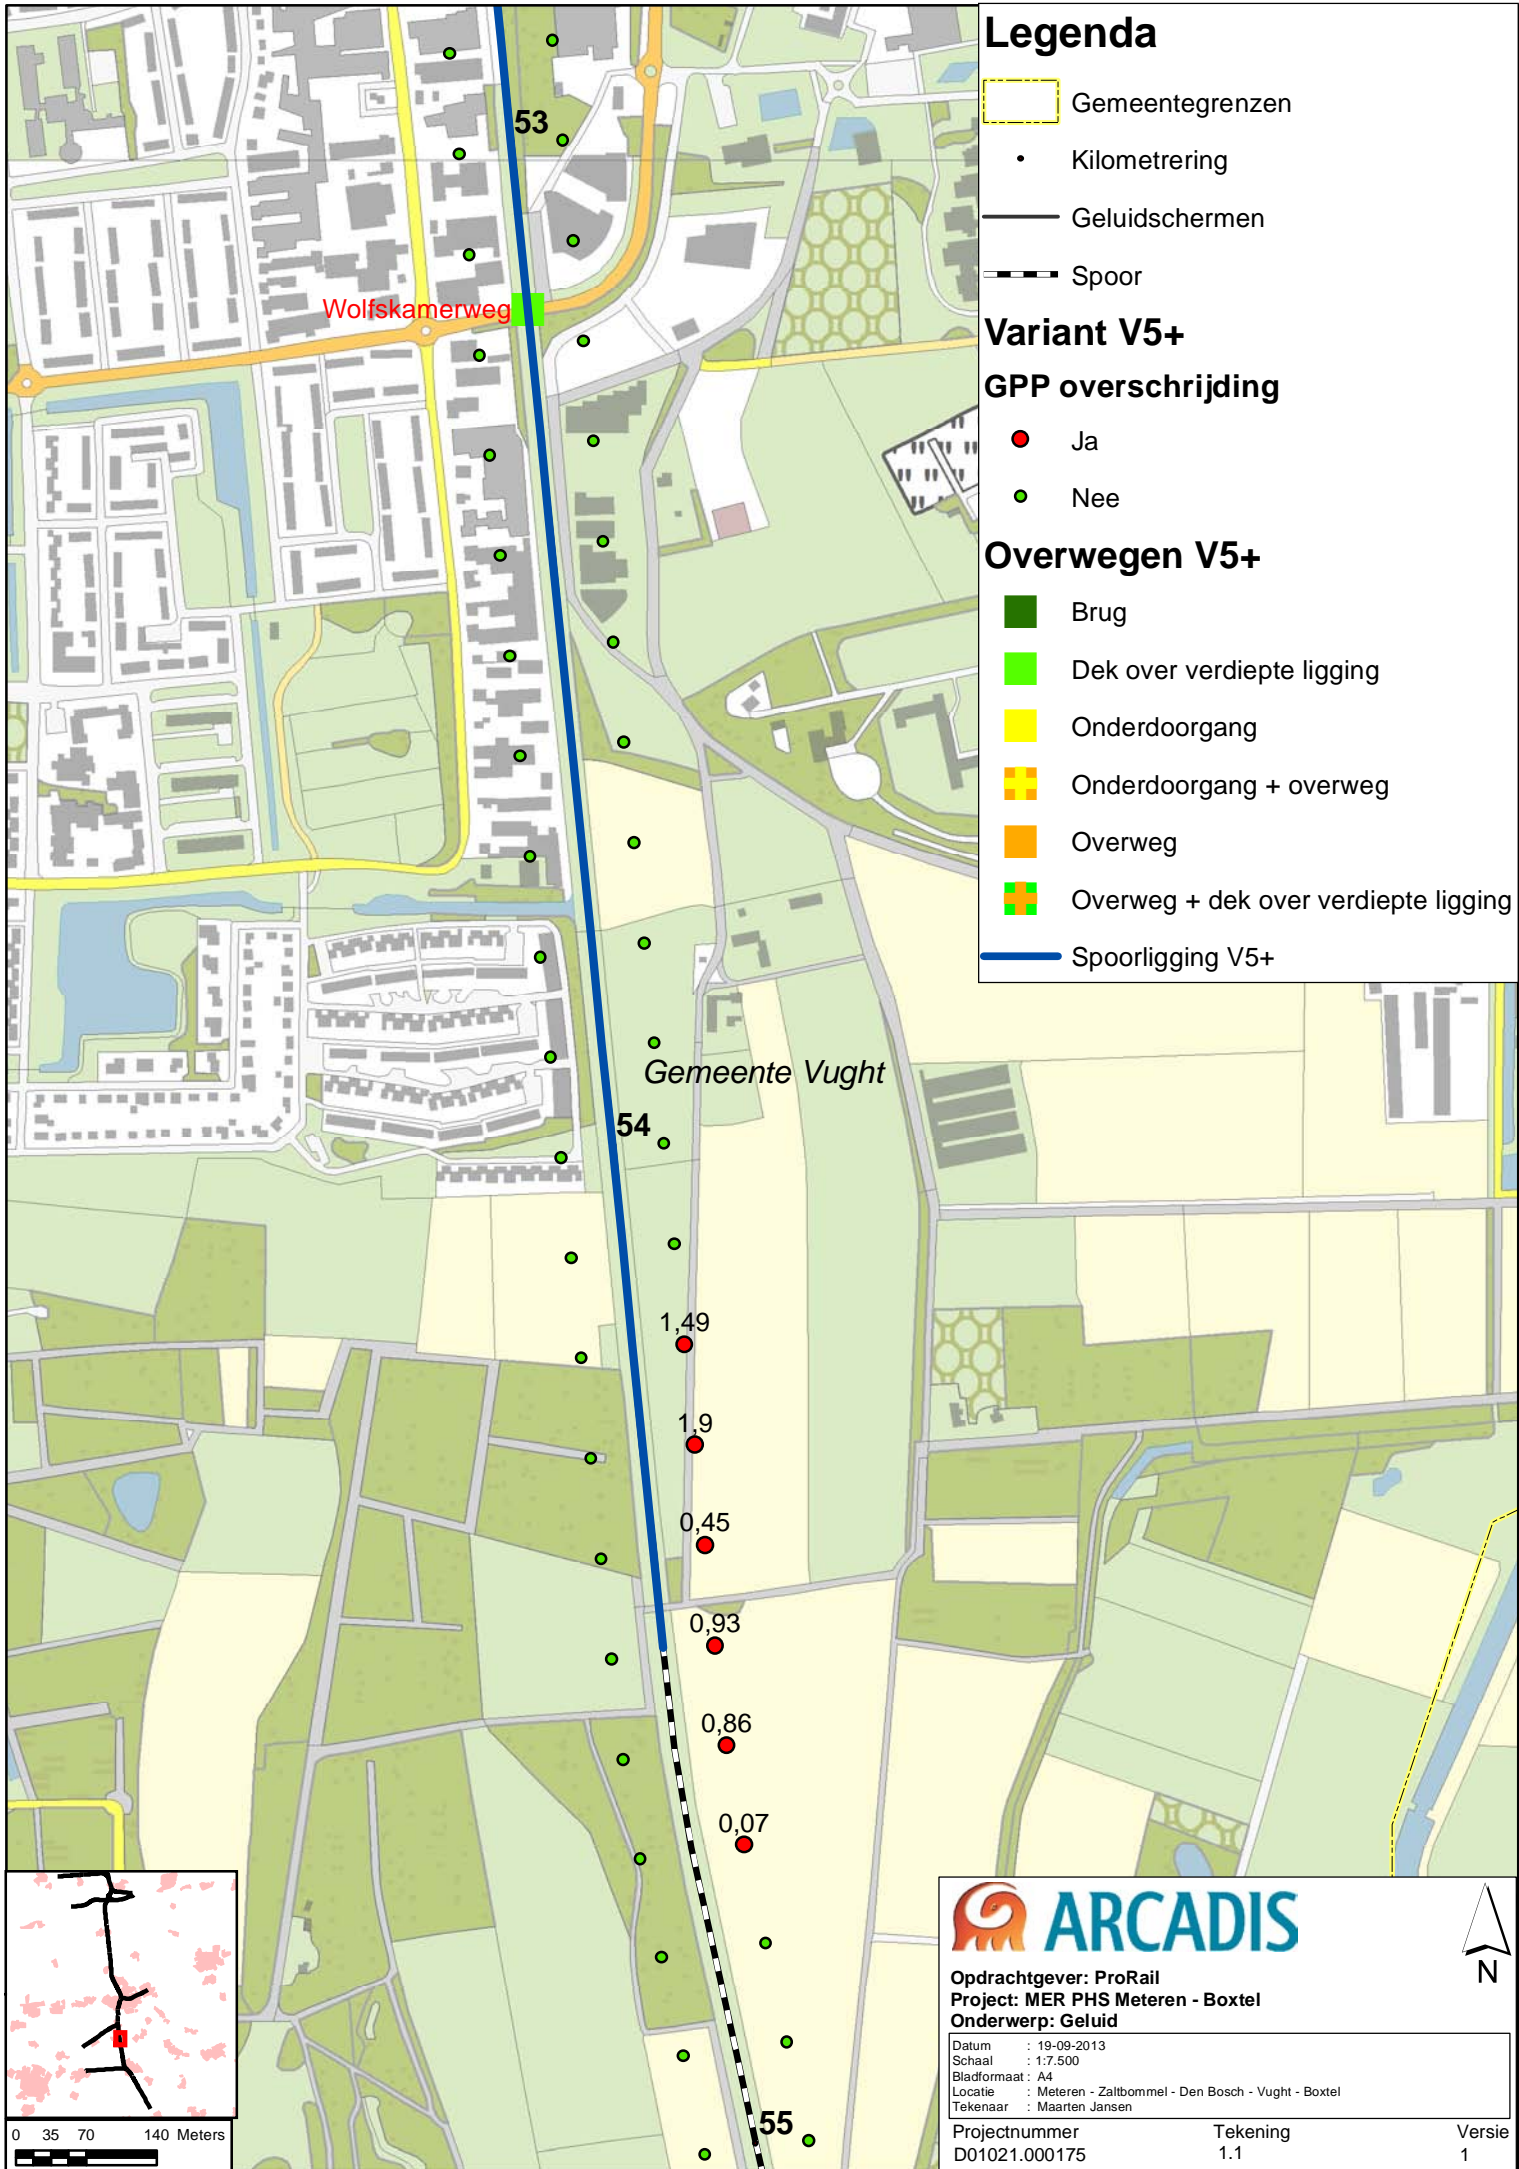 Legenda
Gemeentegrenzen
Kilometrering
Geluidschermen
Spoor
Variant V5+
GPP overschrijding
Ja
Nee
Overwegen V5+
Brug
Dek over verdiepte ligging
Onderdoorgang
Onderdoorgang + overweg
Overweg
Overweg + dek over verdiepte ligging
Spoorligging V5+
53
Wolfskamerweg
Gemeente Vught
54
1,49
1,9
0,45
0,93
0,86
0,07
55
0 35 70 140 Meters
ARCADIS
N
Opdrachtgever: ProRail
Project: MER PHS Meteren - Boxtel
Onderwerp: Geluid
Datum : 19-09-2013
Schaal : 1:7.500
Bladformaat : A4
Locatie : Meteren - Zaltbommel - Den Bosch - Vught - Boxtel
Tekenaar : Maarten Jansen
Projectnummer Tekening Versie
D01021.000175 1.1 1